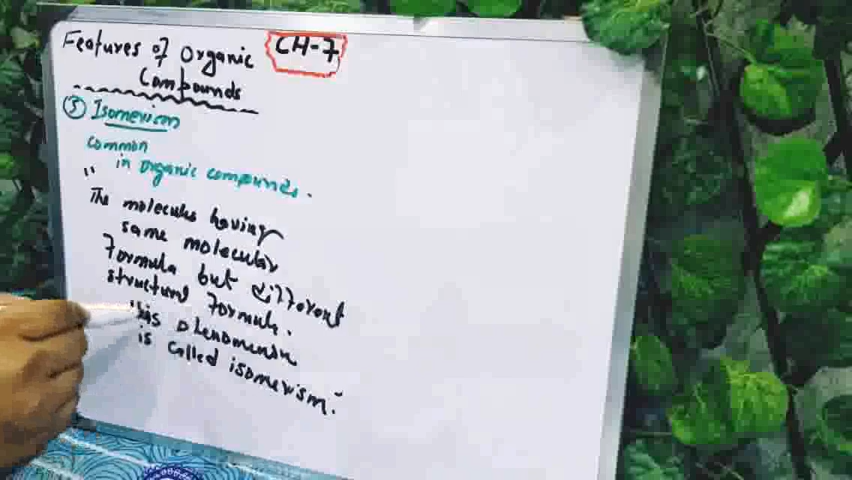 Features of Organic CH-7
Compounds
⑤ Isomerism
common
in organic compounds.
"
The molecules having
same molecular
formula but different
structural formula.
this phenomenon
is called isomerism."